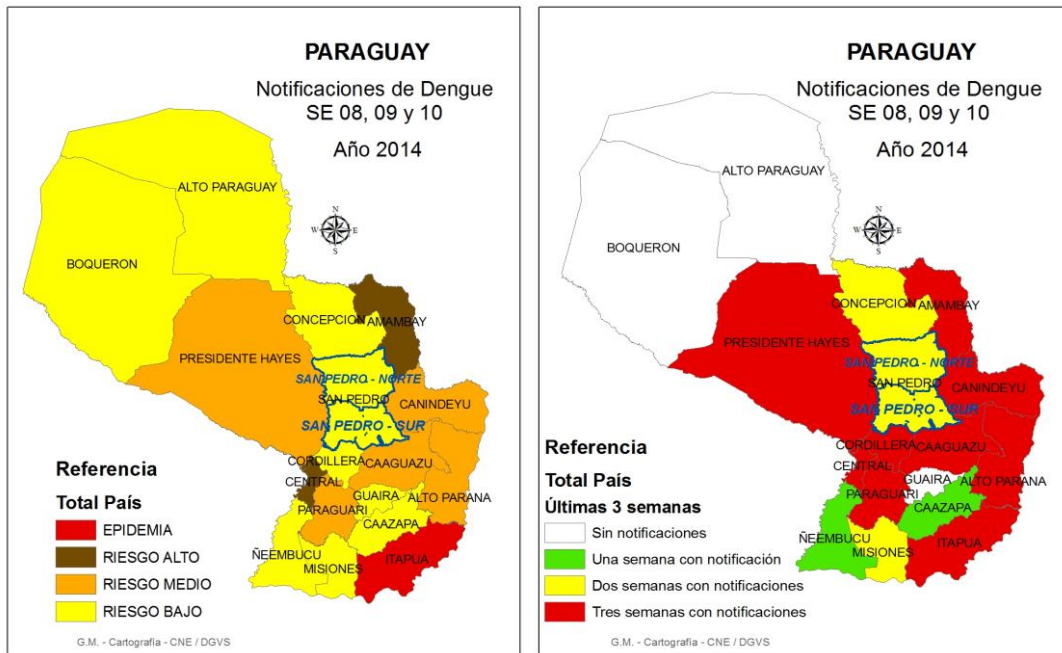 PARAGUAY
Notificaciones de Dengue
SE 08, 09 y 10
Año 2014
ALTO PARAGUAY
N
W
E
S
BOQUERON
CONCEPCION
AMAMBAY
PRESIDENTE HAYES
SAN PEDRO - NORTE
SAN PEDRO
CANINDEYU
SAN PEDRO - SUR
CORDILLERA
CAAGUAZU
CENTRAL
GUAIRA
ALTO PARANA
PARAGUARI
CAAZAPA
ÑEEMBUCU
MISIONES
ITAPUA
Referencia
Total País
EPIDEMIA
RIESGO ALTO
RIESGO MEDIO
RIESGO BAJO
G.M. - Cartografía - CNE / DGVS
PARAGUAY
Notificaciones de Dengue
SE 08, 09 y 10
Año 2014
ALTO PARAGUAY
N
W
E
S
BOQUERON
CONCEPCION
AMAMBAY
PRESIDENTE HAYES
SAN PEDRO - NORTE
SAN PEDRO
CANINDEYU
SAN PEDRO - SUR
CORDILLERA
CAAGUAZU
CENTRAL
GUAIRA
ALTO PARANA
PARAGUARI
CAAZAPA
ÑEEMBUCU
MISIONES
ITAPUA
Referencia
Total País
Últimas 3 semanas
Sin notificaciones
Una semana con notificación
Dos semanas con notificaciones
Tres semanas con notificaciones
G.M. - Cartografía - CNE / DGVS